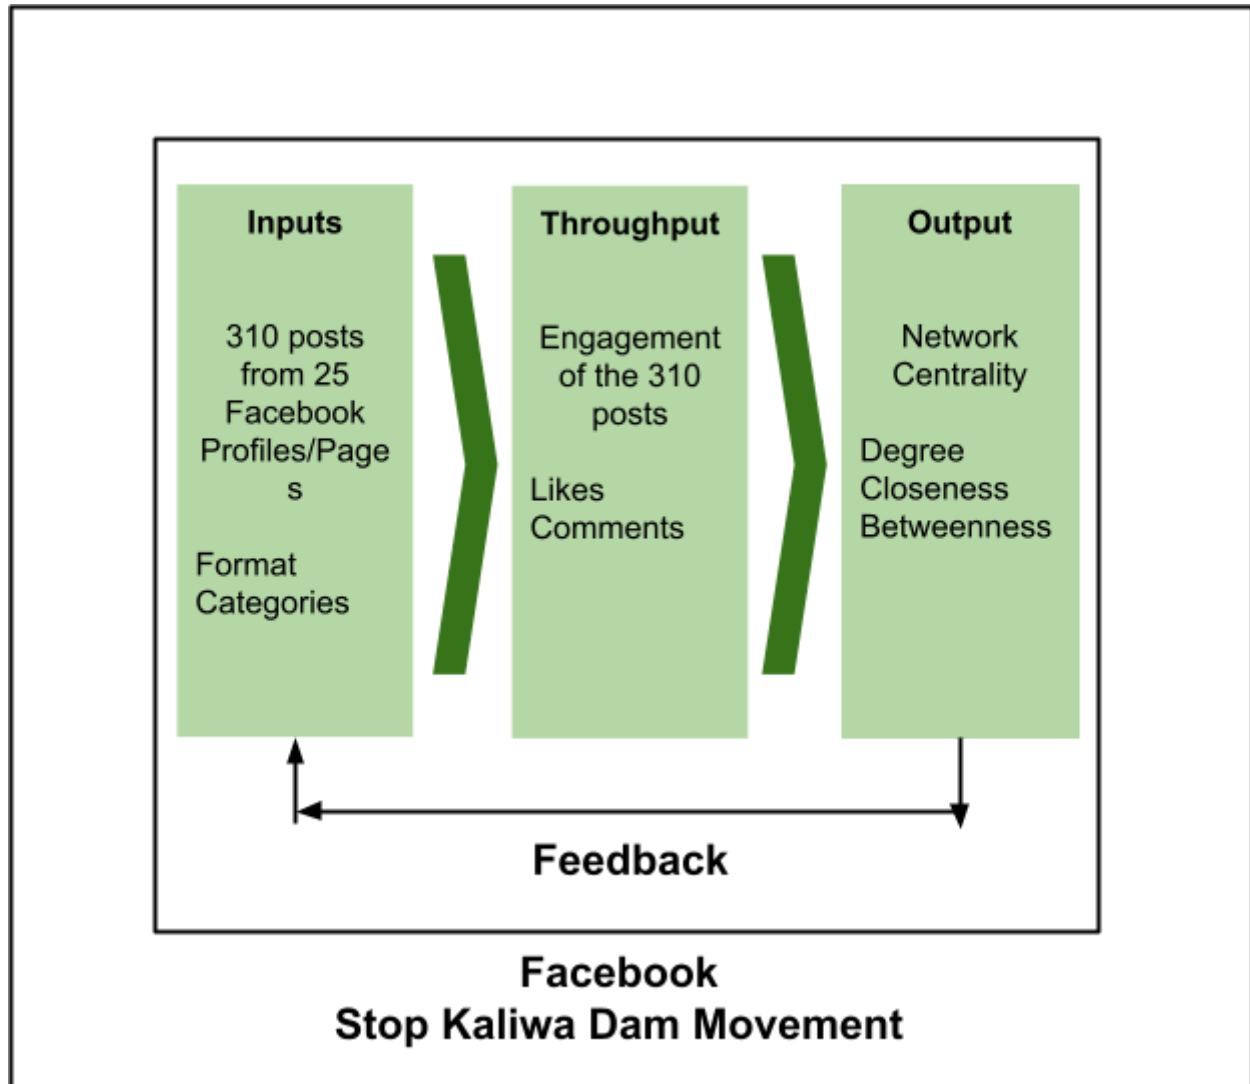 Inputs
310 posts
from 25
Facebook
Profiles/Page
s
Format
Categories
Throughput
Engagement
of the 310
posts
Likes
Comments
Output
Network
Centrality
Degree
Closeness
Betweenness
Feedback
Facebook
Stop Kaliwa Dam Movement